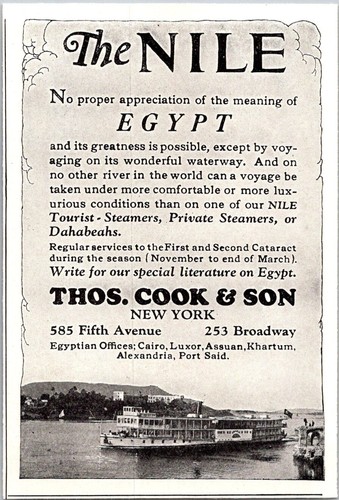 The NILE
No proper appreciation of the meaning of
EGYPT
and its greatness is possible, except by voy-
aging on its wonderful waterway. And on
no other river in the world can a voyage be
taken under more comfortable or more lux-
urious conditions than on one of our NILE
Tourist-Steamers, Private Steamers, or
Dahabeahs.
Regular services to the First and Second Cataract
during the season (November to end of March).
Write for our special literature on Egypt.
THOS. COOK & SON
NEW YORK
585 Fifth Avenue 253 Broadway
Egyptian Offices; Cairo, Luxor, Assuan, Khartum,
Alexandria, Port Said.